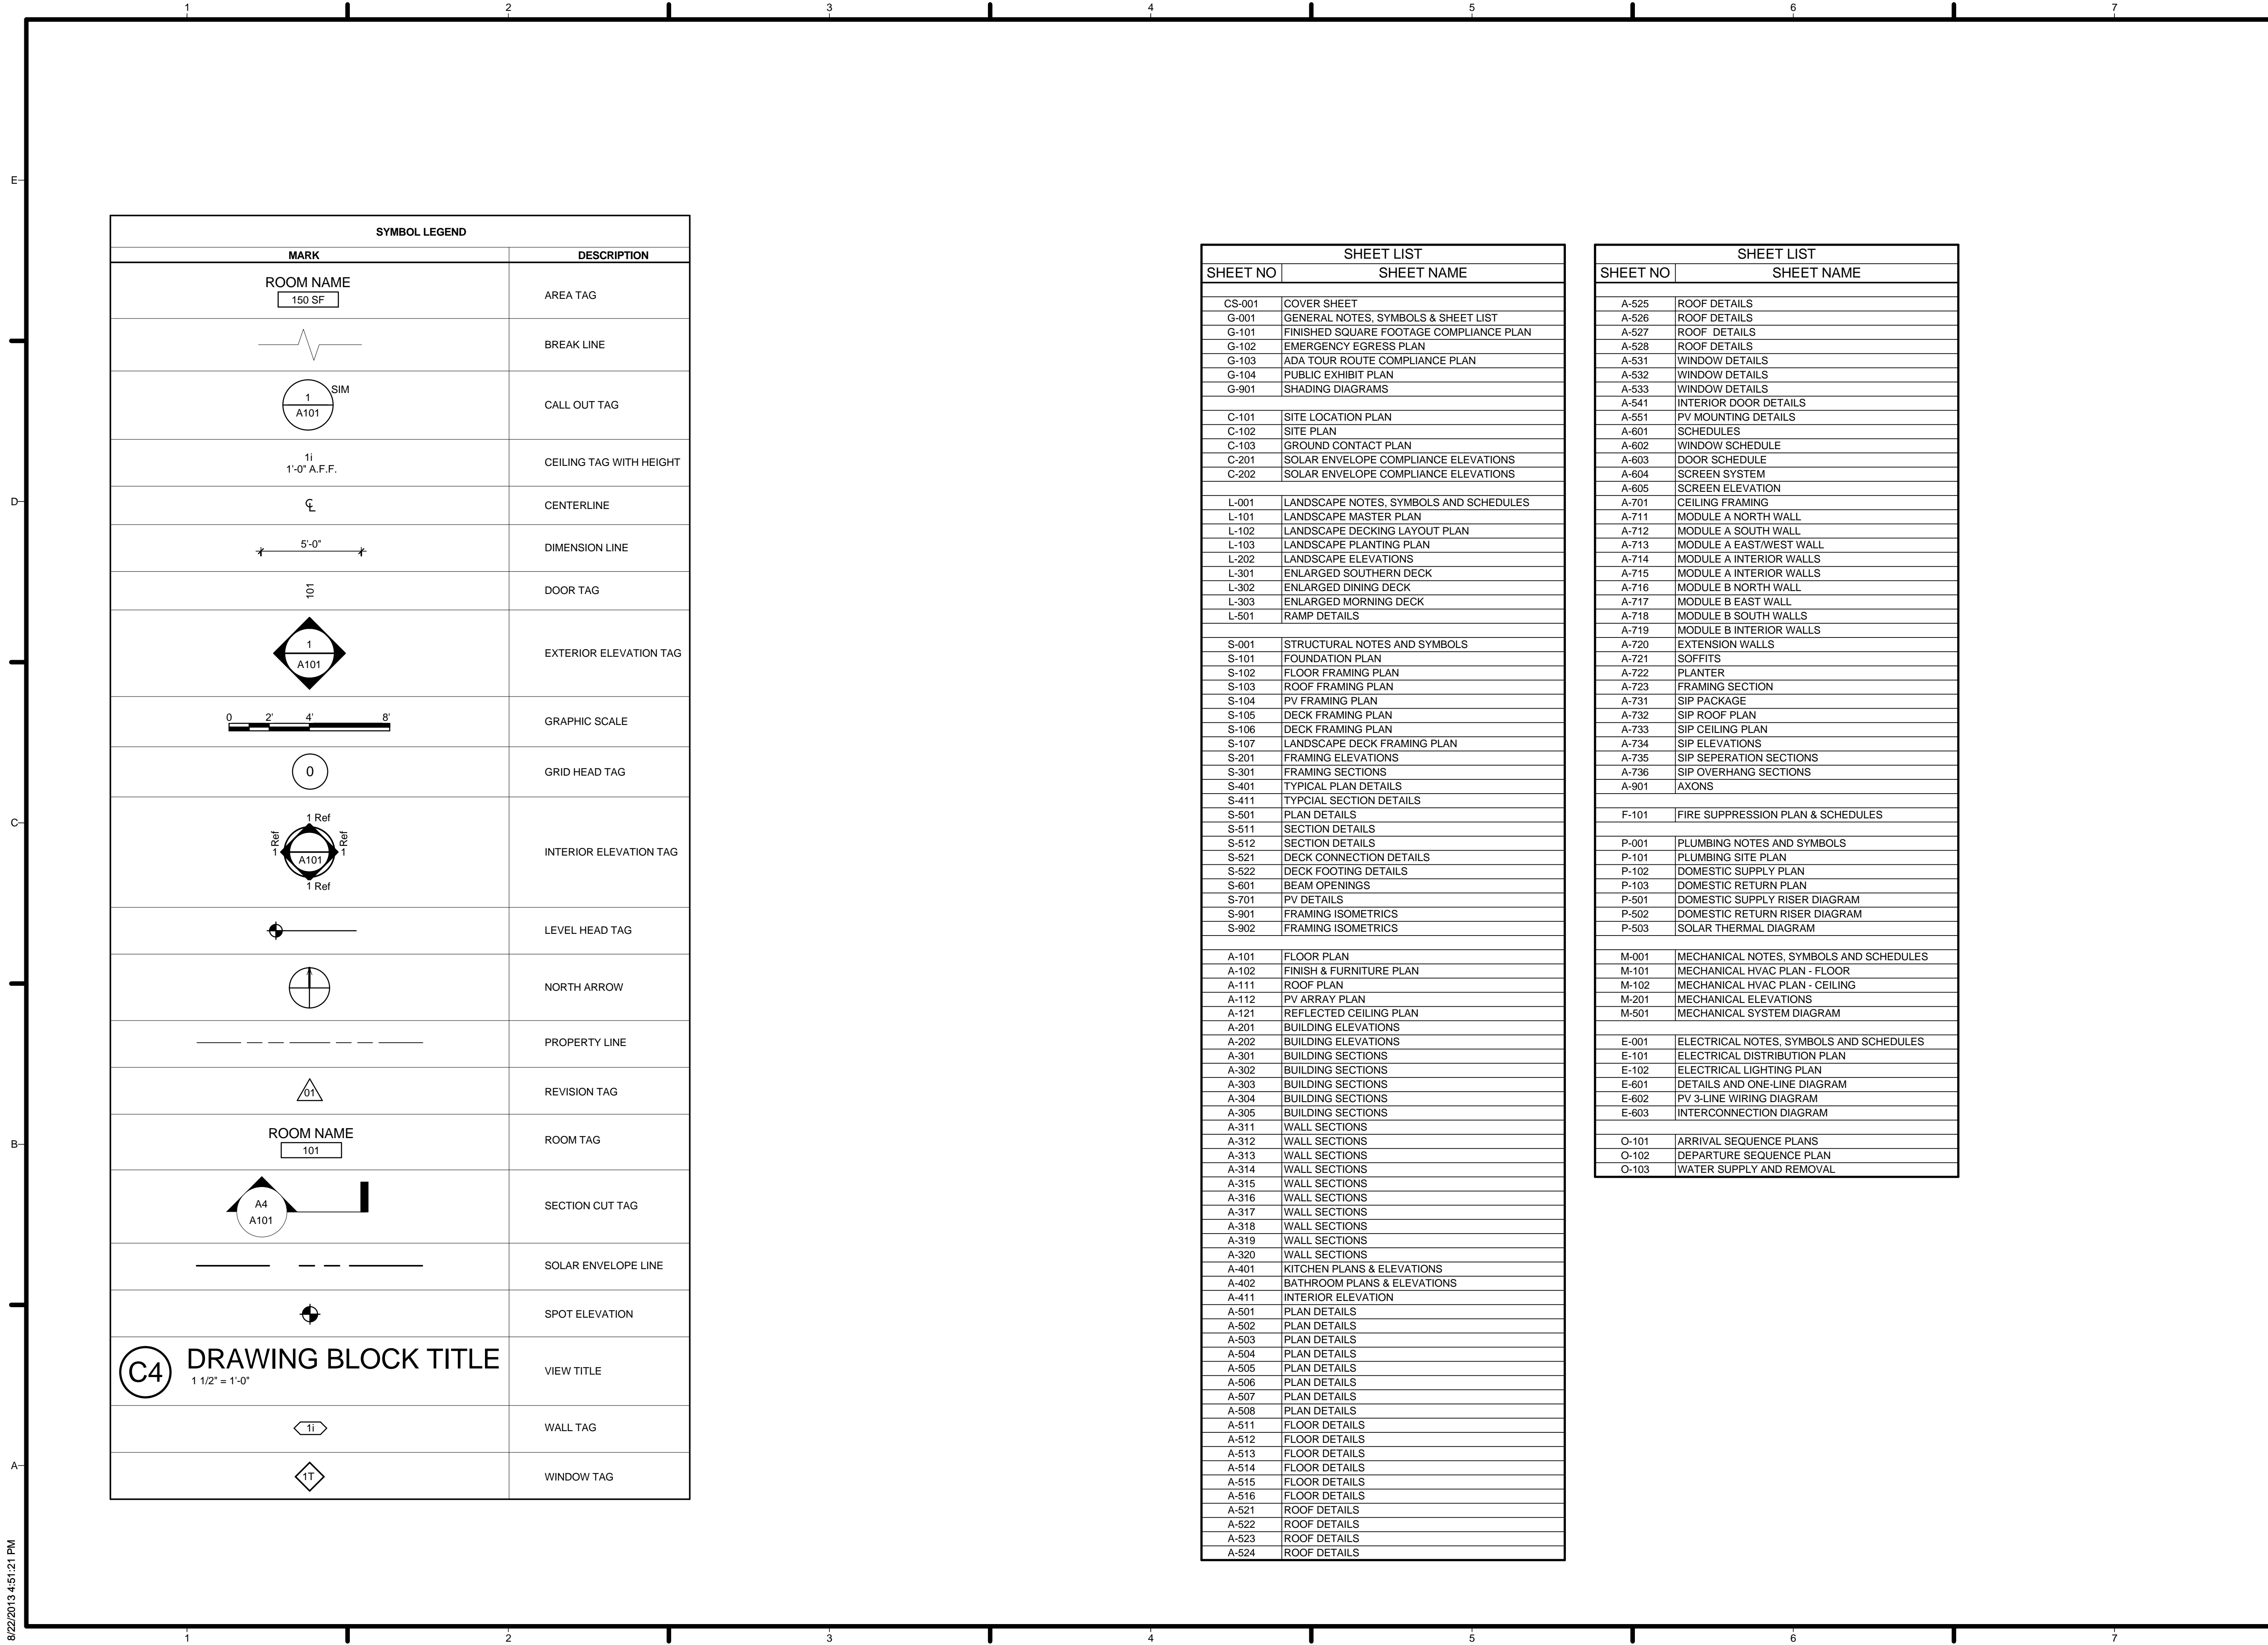 1 2 3 4 5 6 7
E
D
C
B
A
SYMBOL LEGEND
MARK DESCRIPTION
ROOM NAME
150 SF
AREA TAG
BREAK LINE
1
SIM
A101
CALL OUT TAG
1i
1'-0" A.F.F.
CEILING TAG WITH HEIGHT
CENTERLINE
5'-0"
DIMENSION LINE
101
DOOR TAG
1
A101
EXTERIOR ELEVATION TAG
0 2' 4' 8'
GRAPHIC SCALE
0
GRID HEAD TAG
1 Ref
1 Ref
1 Ref
A101
1 Ref
INTERIOR ELEVATION TAG
LEVEL HEAD TAG
NORTH ARROW
PROPERTY LINE
01
REVISION TAG
ROOM NAME
101
ROOM TAG
A4
A101
SECTION CUT TAG
SOLAR ENVELOPE LINE
SPOT ELEVATION
C4 DRAWING BLOCK TITLE
1 1/2" = 1'-0"
VIEW TITLE
1i
WALL TAG
1T
WINDOW TAG
SHEET LIST
SHEET NO SHEET NAME
CS-001 COVER SHEET
G-001 GENERAL NOTES, SYMBOLS & SHEET LIST
G-101 FINISHED SQUARE FOOTAGE COMPLIANCE PLAN
G-102 EMERGENCY EGRESS PLAN
G-103 ADA TOUR ROUTE COMPLIANCE PLAN
G-104 PUBLIC EXHIBIT PLAN
G-901 SHADING DIAGRAMS
C-101 SITE LOCATION PLAN
C-102 SITE PLAN
C-103 GROUND CONTACT PLAN
C-201 SOLAR ENVELOPE COMPLIANCE ELEVATIONS
C-202 SOLAR ENVELOPE COMPLIANCE ELEVATIONS
L-001 LANDSCAPE NOTES, SYMBOLS AND SCHEDULES
L-101 LANDSCAPE MASTER PLAN
L-102 LANDSCAPE DECKING LAYOUT PLAN
L-103 LANDSCAPE PLANTING PLAN
L-202 LANDSCAPE ELEVATIONS
L-301 ENLARGED SOUTHERN DECK
L-302 ENLARGED DINING DECK
L-303 ENLARGED MORNING DECK
L-501 RAMP DETAILS
S-001 STRUCTURAL NOTES AND SYMBOLS
S-101 FOUNDATION PLAN
S-102 FLOOR FRAMING PLAN
S-103 ROOF FRAMING PLAN
S-104 PV FRAMING PLAN
S-105 DECK FRAMING PLAN
S-106 DECK FRAMING PLAN
S-107 LANDSCAPE DECK FRAMING PLAN
S-201 FRAMING ELEVATIONS
S-301 FRAMING SECTIONS
S-401 TYPICAL PLAN DETAILS
S-411 TYPCIAL SECTION DETAILS
S-501 PLAN DETAILS
S-511 SECTION DETAILS
S-512 SECTION DETAILS
S-521 DECK CONNECTION DETAILS
S-522 DECK FOOTING DETAILS
S-601 BEAM OPENINGS
S-701 PV DETAILS
S-901 FRAMING ISOMETRICS
S-902 FRAMING ISOMETRICS
A-101 FLOOR PLAN
A-102 FINISH & FURNITURE PLAN
A-111 ROOF PLAN
A-112 PV ARRAY PLAN
A-121 REFLECTED CEILING PLAN
A-201 BUILDING ELEVATIONS
A-202 BUILDING ELEVATIONS
A-301 BUILDING SECTIONS
A-302 BUILDING SECTIONS
A-303 BUILDING SECTIONS
A-304 BUILDING SECTIONS
A-305 BUILDING SECTIONS
A-311 WALL SECTIONS
A-312 WALL SECTIONS
A-313 WALL SECTIONS
A-314 WALL SECTIONS
A-315 WALL SECTIONS
A-316 WALL SECTIONS
A-317 WALL SECTIONS
A-318 WALL SECTIONS
A-319 WALL SECTIONS
A-320 WALL SECTIONS
A-401 KITCHEN PLANS & ELEVATIONS
A-402 BATHROOM PLANS & ELEVATIONS
A-411 INTERIOR ELEVATION
A-501 PLAN DETAILS
A-502 PLAN DETAILS
A-503 PLAN DETAILS
A-504 PLAN DETAILS
A-505 PLAN DETAILS
A-506 PLAN DETAILS
A-507 PLAN DETAILS
A-508 PLAN DETAILS
A-511 FLOOR DETAILS
A-512 FLOOR DETAILS
A-513 FLOOR DETAILS
A-514 FLOOR DETAILS
A-515 FLOOR DETAILS
A-516 FLOOR DETAILS
A-521 ROOF DETAILS
A-522 ROOF DETAILS
A-523 ROOF DETAILS
A-524 ROOF DETAILS
SHEET LIST
SHEET NO SHEET NAME
A-525 ROOF DETAILS
A-526 ROOF DETAILS
A-527 ROOF DETAILS
A-528 ROOF DETAILS
A-531 WINDOW DETAILS
A-532 WINDOW DETAILS
A-533 WINDOW DETAILS
A-541 INTERIOR DOOR DETAILS
A-551 PV MOUNTING DETAILS
A-601 SCHEDULES
A-602 WINDOW SCHEDULE
A-603 DOOR SCHEDULE
A-604 SCREEN SYSTEM
A-605 SCREEN ELEVATION
A-701 CEILING FRAMING
A-711 MODULE A NORTH WALL
A-712 MODULE A SOUTH WALL
A-713 MODULE A EAST/WEST WALL
A-714 MODULE A INTERIOR WALLS
A-715 MODULE A INTERIOR WALLS
A-716 MODULE B NORTH WALL
A-717 MODULE B EAST WALL
A-718 MODULE B SOUTH WALLS
A-719 MODULE B INTERIOR WALLS
A-720 EXTENSION WALLS
A-721 SOFFITS
A-722 PLANTER
A-723 FRAMING SECTION
A-731 SIP PACKAGE
A-732 SIP ROOF PLAN
A-733 SIP CEILING PLAN
A-734 SIP ELEVATIONS
A-735 SIP SEPERATION SECTIONS
A-736 SIP OVERHANG SECTIONS
A-901 AXONS
F-101 FIRE SUPPRESSION PLAN & SCHEDULES
P-001 PLUMBING NOTES AND SYMBOLS
P-101 PLUMBING SITE PLAN
P-102 DOMESTIC SUPPLY PLAN
P-103 DOMESTIC RETURN PLAN
P-501 DOMESTIC SUPPLY RISER DIAGRAM
P-502 DOMESTIC RETURN RISER DIAGRAM
P-503 SOLAR THERMAL DIAGRAM
M-001 MECHANICAL NOTES, SYMBOLS AND SCHEDULES
M-101 MECHANICAL HVAC PLAN - FLOOR
M-102 MECHANICAL HVAC PLAN - CEILING
M-201 MECHANICAL ELEVATIONS
M-501 MECHANICAL SYSTEM DIAGRAM
E-001 ELECTRICAL NOTES, SYMBOLS AND SCHEDULES
E-101 ELECTRICAL DISTRIBUTION PLAN
E-102 ELECTRICAL LIGHTING PLAN
E-601 DETAILS AND ONE-LINE DIAGRAM
E-602 PV 3-LINE WIRING DIAGRAM
E-603 INTERCONNECTION DIAGRAM
O-101 ARRIVAL SEQUENCE PLANS
O-102 DEPARTURE SEQUENCE PLAN
O-103 WATER SUPPLY AND REMOVAL
8/22/2013 4:51:21 PM
1 2 3 4 5 6 7